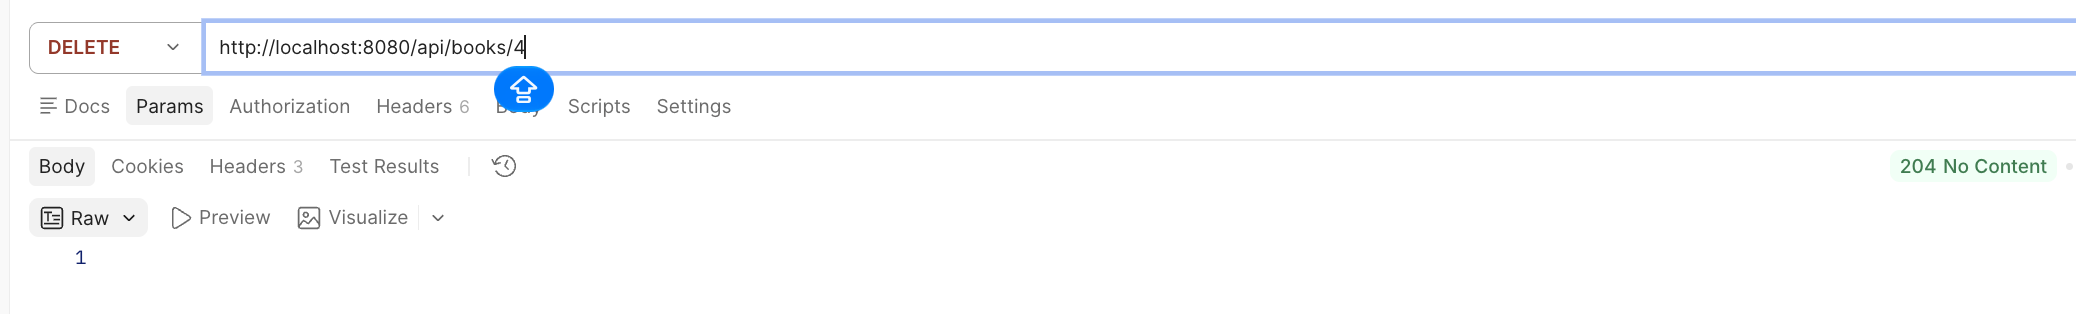 DELETE http://localhost:8080/api/books/4
Docs Params Authorization Headers 6 Body Scripts Settings
Body Cookies Headers 3 Test Results 204 No Content
Raw Preview Visualize
1